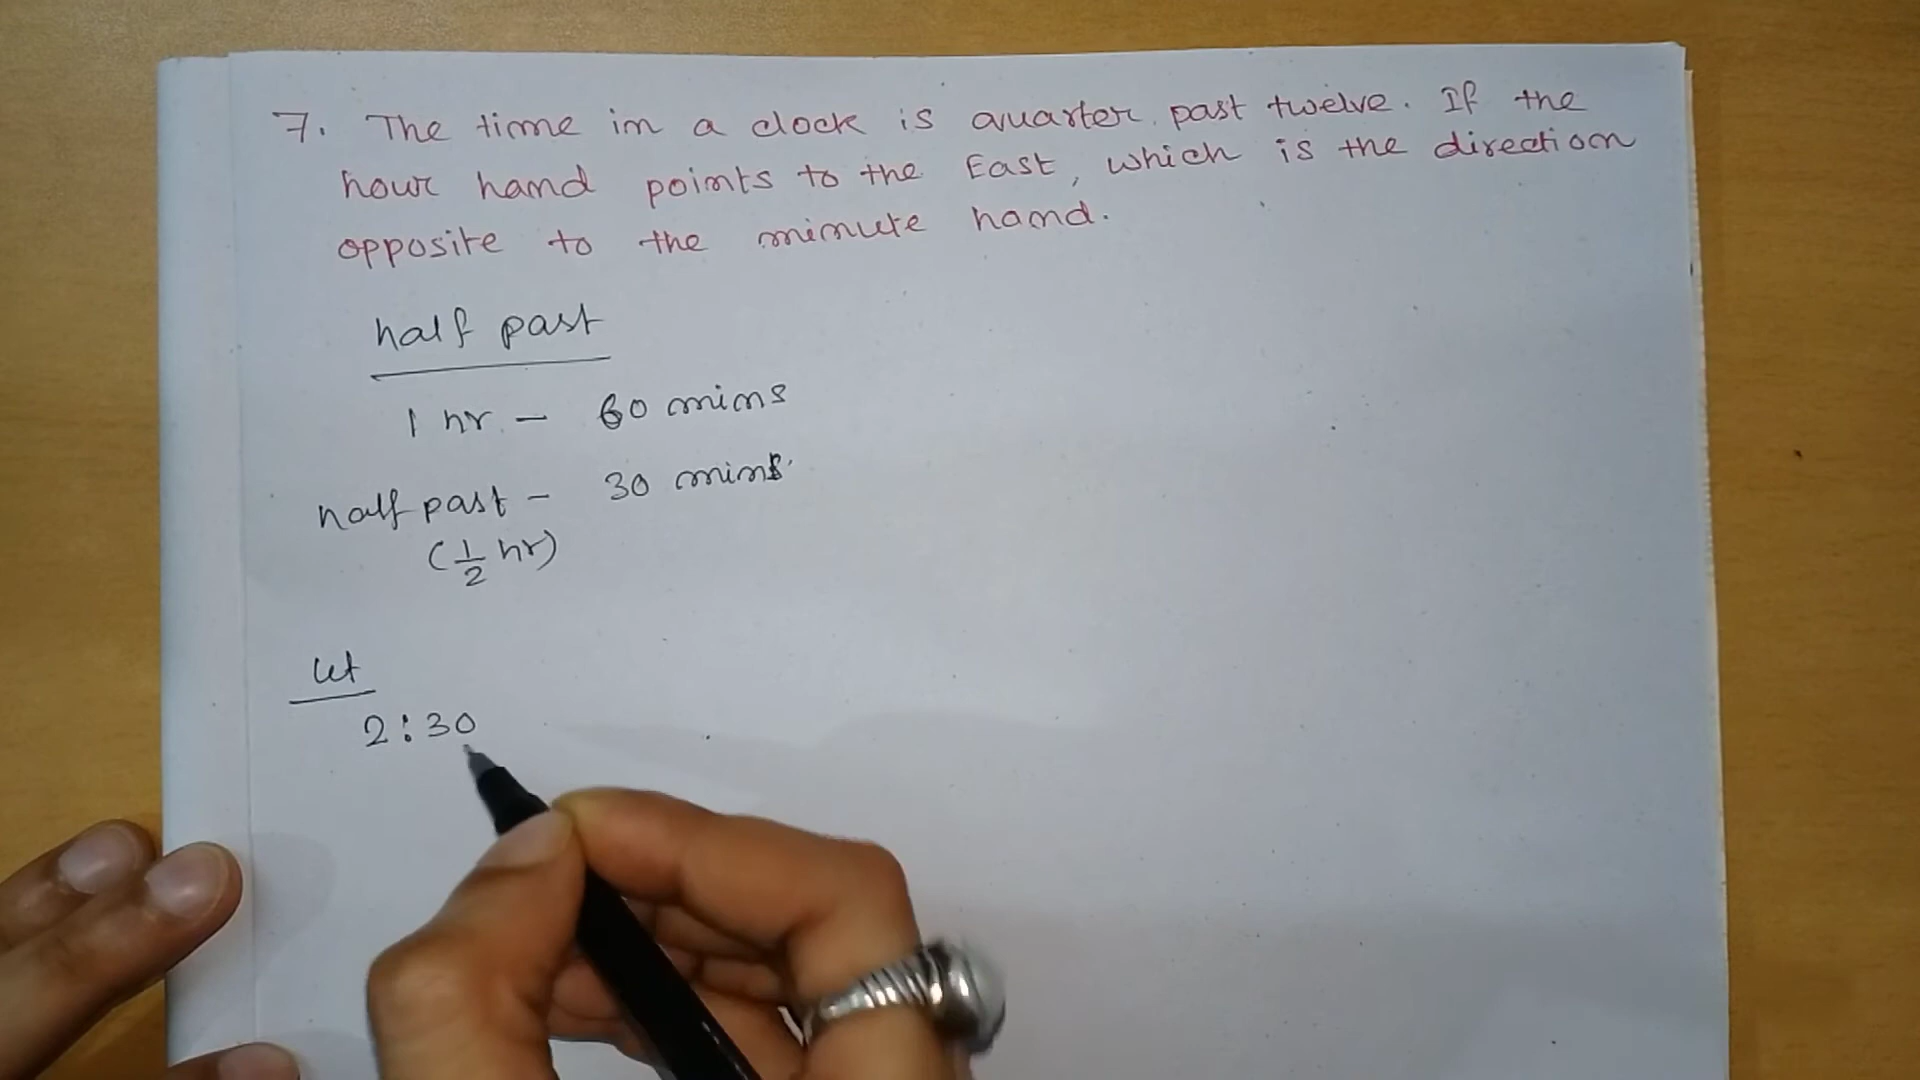 7. The time in a clock is quarter past twelve. If the
hour hand points to the East, which is the direction
opposite to the minute hand.
half past
1 hr - 60 mins
half past - 30 mins.
(1/2 hr)
let
2:30